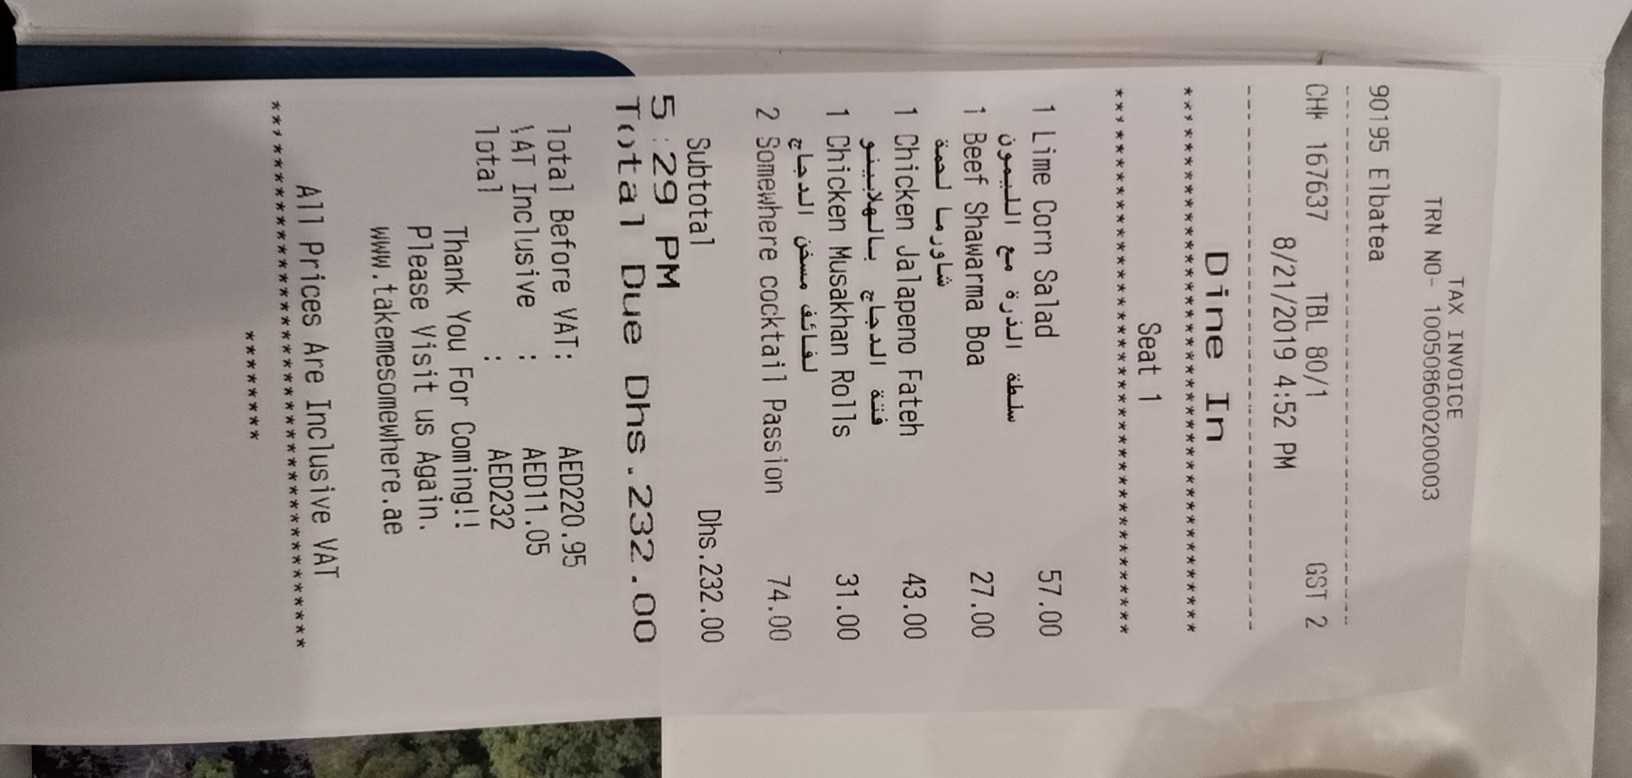 TAX INVOICE
TRN NO- 100508600200003
90195 Elbatea
--------------------------------
CHK 167637 TBL 80/1 GST 2
8/21/2019 4:52 PM
--------------------------------
Dine In
****************************************
****************************************
Seat 1
1 Lime Corn Salad 57.00
سلطة الذرة مع الليمون
1 Beef Shawarma Boa 27.00
شاورما لحمة
1 Chicken Jalapeno Fateh 43.00
فتة الدجاج بالهلابينو
1 Chicken Musakhan Rolls 31.00
لفائف مسخن الدجاج
2 Somewhere cocktail Passion 74.00
Subtotal Dhs.232.00
5:29 PM
Total Due Dhs.232.00
Total Before VAT: AED220.95
VAT Inclusive : AED11.05
Total : AED232
Thank You For Coming!!
Please Visit us Again.
www.takemesomewhere.ae
All Prices Are Inclusive VAT
****************************************
********